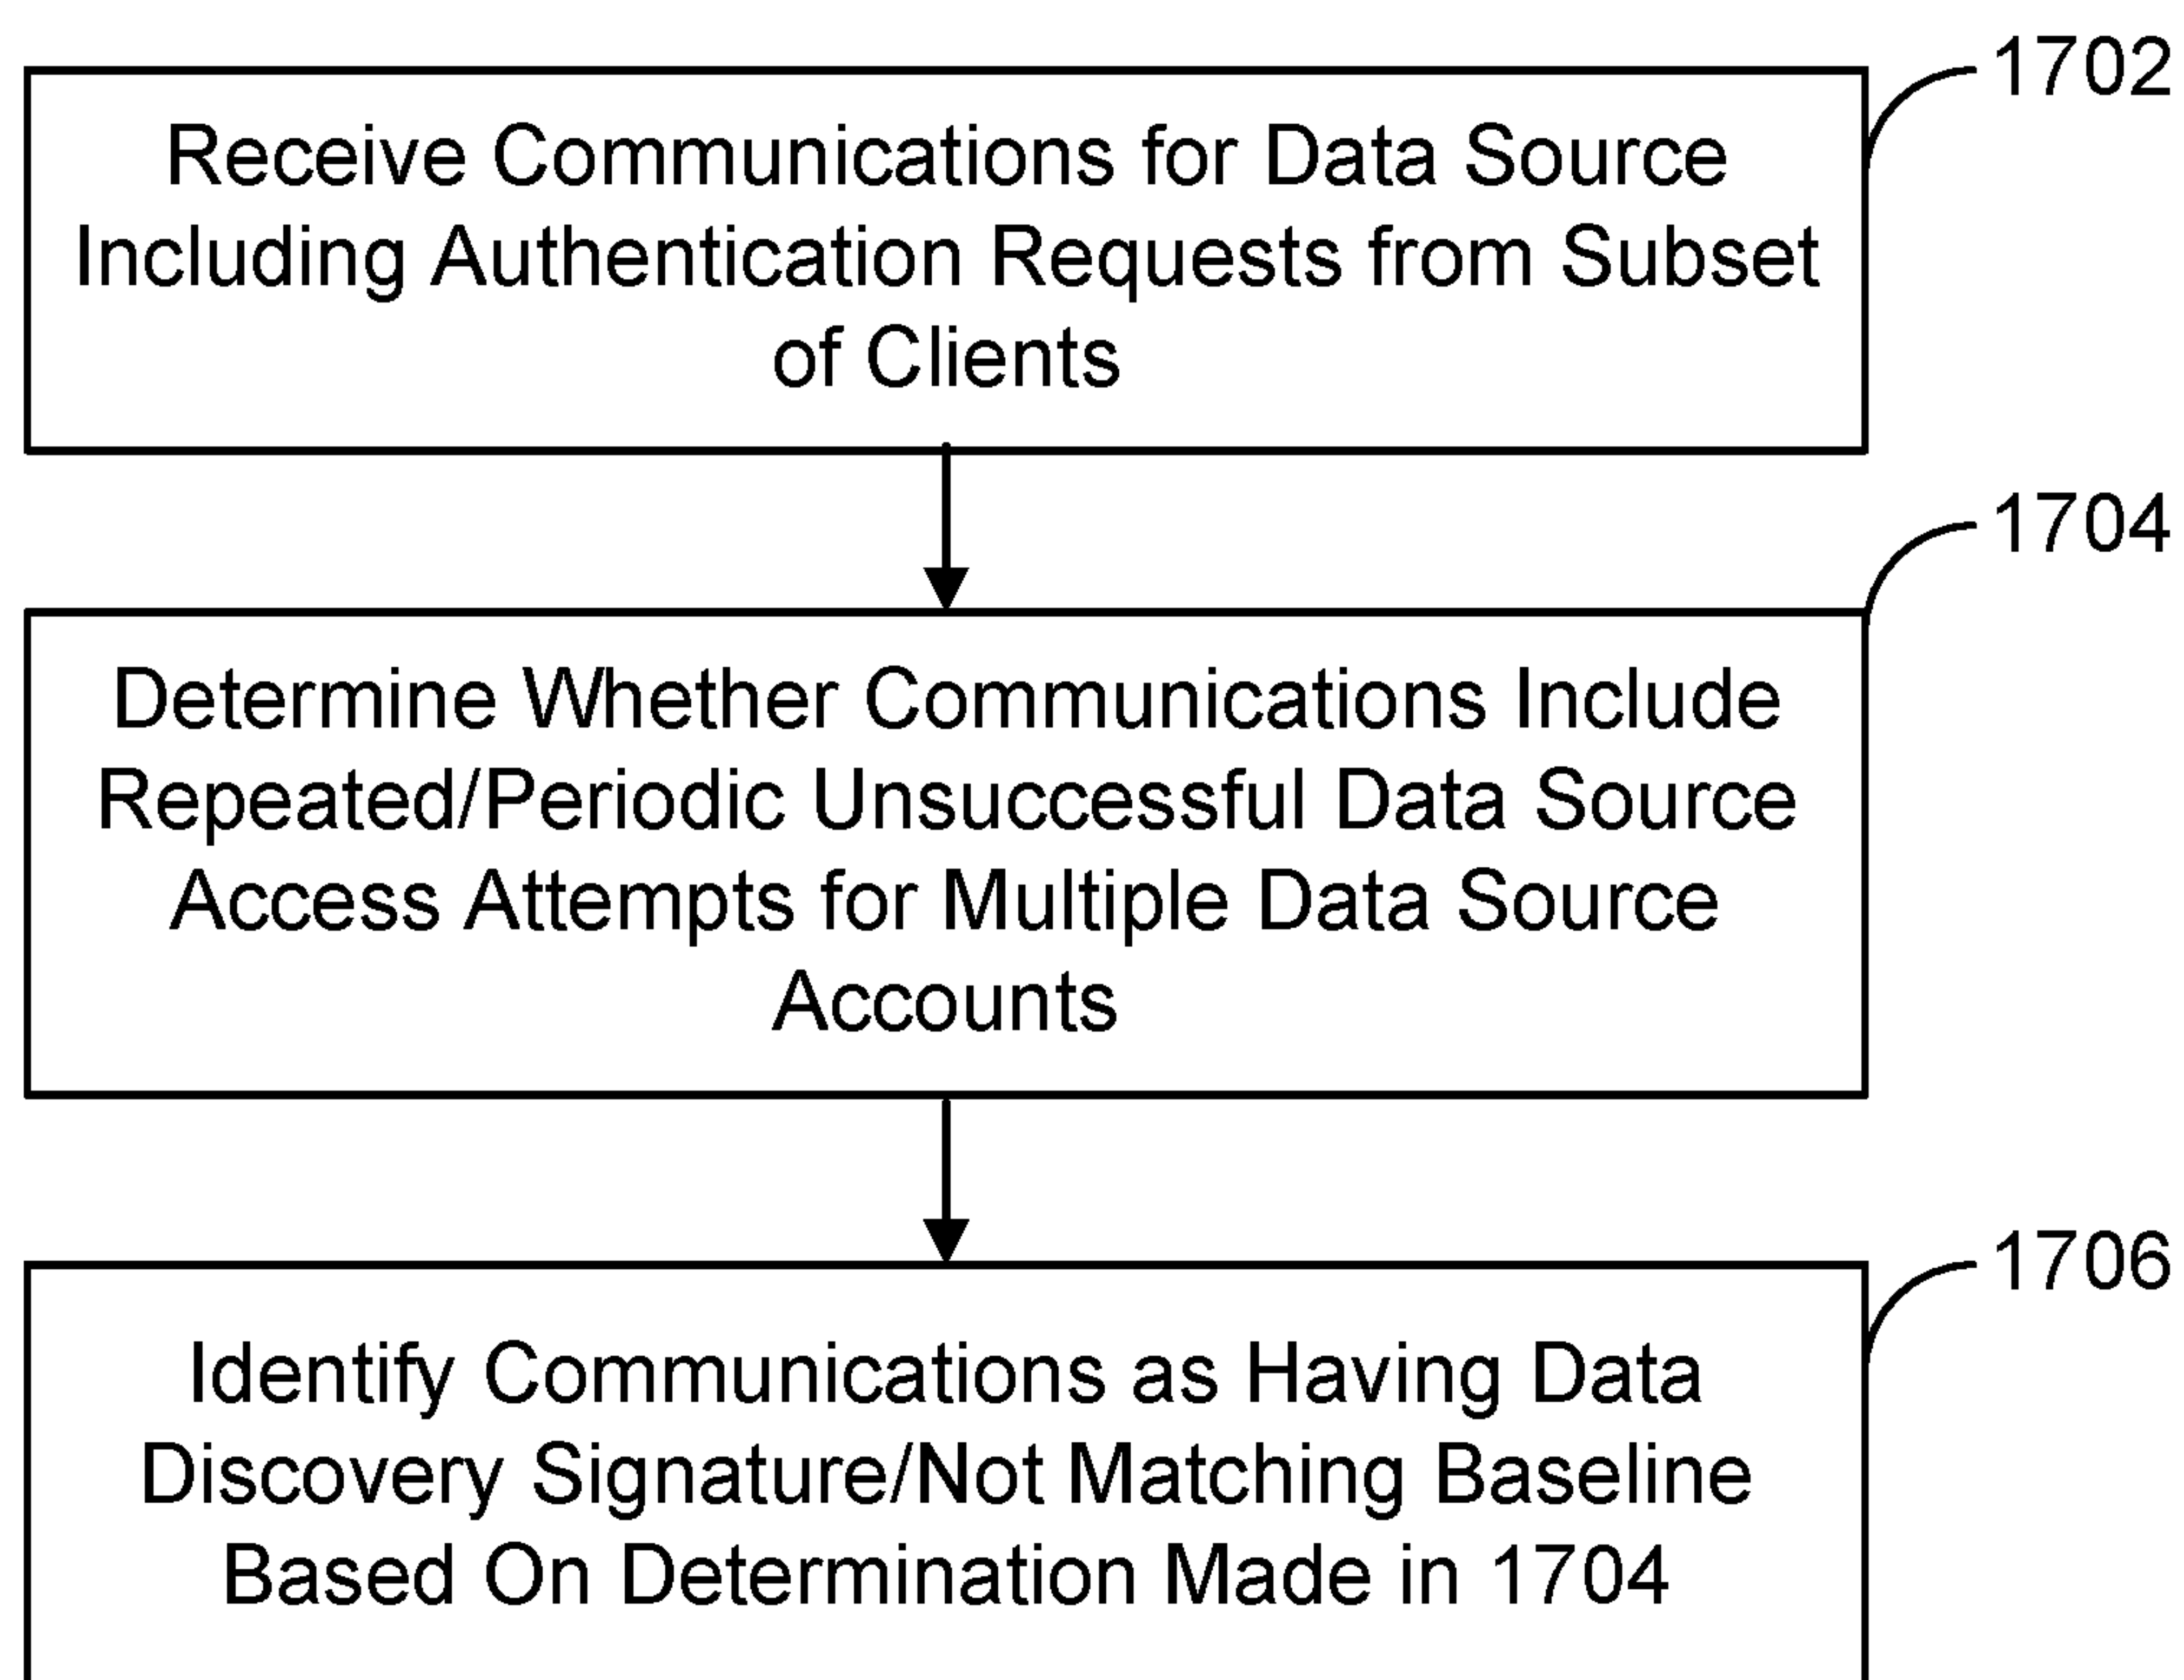 1702
Receive Communications for Data Source
Including Authentication Requests from Subset
of Clients
1704
Determine Whether Communications Include
Repeated/Periodic Unsuccessful Data Source
Access Attempts for Multiple Data Source
Accounts
1706
Identify Communications as Having Data
Discovery Signature/Not Matching Baseline
Based On Determination Made in 1704